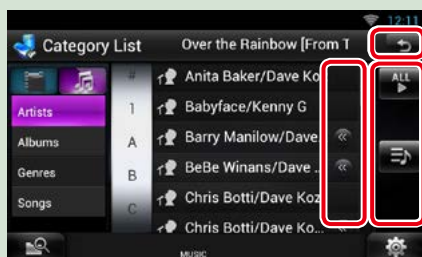 12:11
Category List Over the Rainbow [From T
# Anita Baker/Dave Ko
ALL
Artists 1 Babyface/Kenny G
Albums A Barry Manilow/Dave.
Genres B BeBe Winans/Dave ..
Songs Chris Botti/Dave Koz
C Chris Botti/Dave Ko...
MUSIC